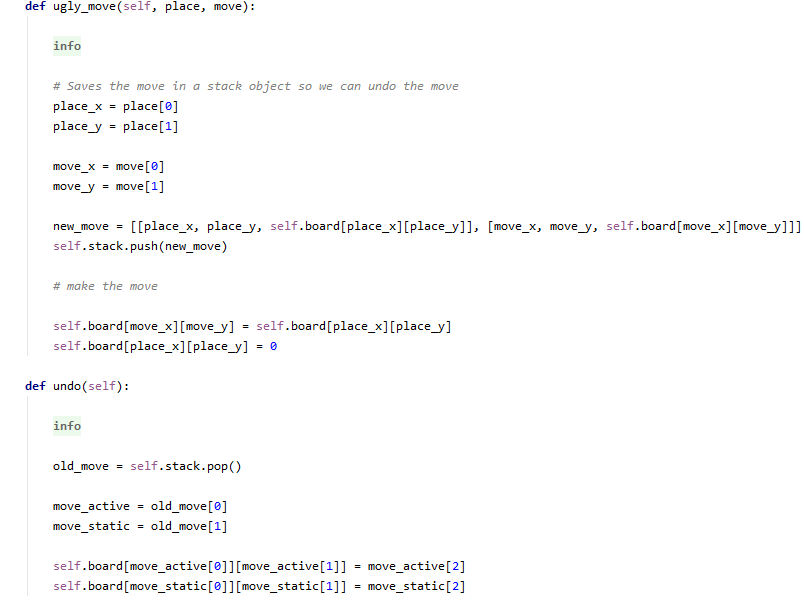 def ugly_move(self, place, move):
info
# Saves the move in a stack object so we can undo the move
place_x = place[0]
place_y = place[1]
move_x = move[0]
move_y = move[1]
new_move = [[place_x, place_y, self.board[place_x][place_y]], [move_x, move_y, self.board[move_x][move_y]]]
self.stack.push(new_move)
# make the move
self.board[move_x][move_y] = self.board[place_x][place_y]
self.board[place_x][place_y] = 0
def undo(self):
info
old_move = self.stack.pop()
move_active = old_move[0]
move_static = old_move[1]
self.board[move_active[0]][move_active[1]] = move_active[2]
self.board[move_static[0]][move_static[1]] = move_static[2]